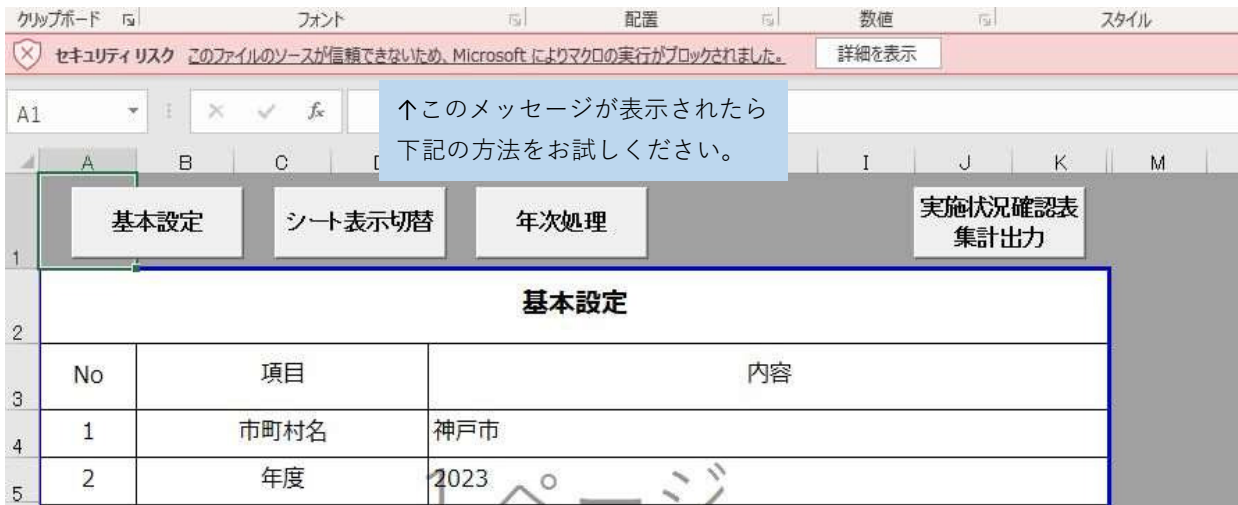 クリップボード フォント 配置 数値 スタイル
セキュリティ リスク このファイルのソースが信頼できないため、Microsoft によりマクロの実行がブロックされました。 詳細を表示
A1 fx
↑このメッセージが表示されたら
下記の方法をお試しください。
A B C I J K M
基本設定 シート表示切替 年次処理 実施状況確認表
集計出力
1
基本設定
2
No 項目 内容
3
1 市町村名 神戸市
4
2 年度 2023
5
1 ページ